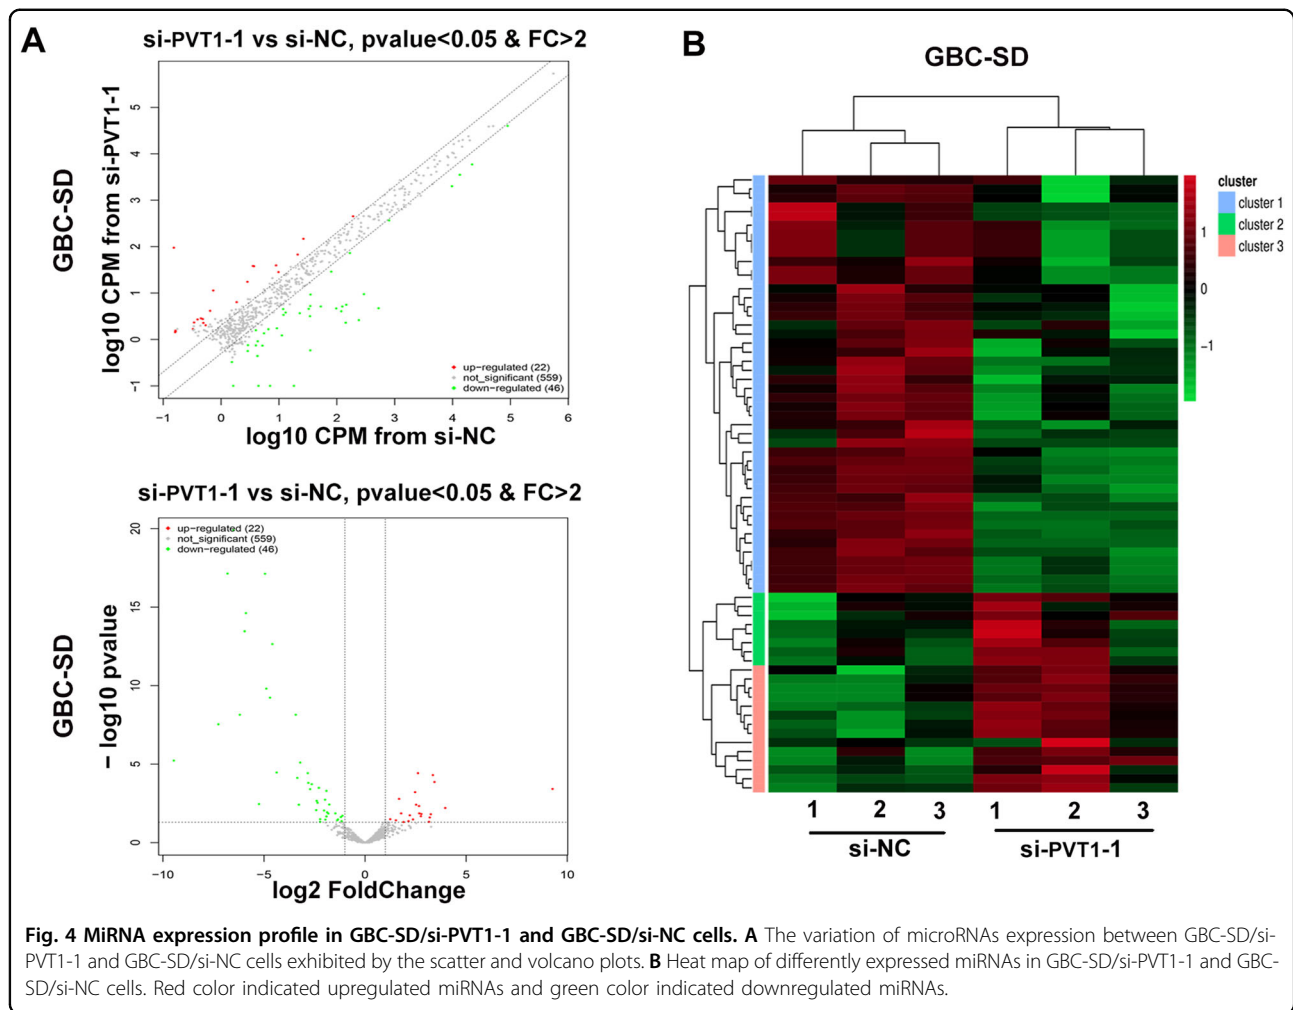 A
si-PVT1-1 vs si-NC, pvalue<0.05 & FC>2
GBC-SD
log10 CPM from si-PVT1-1
5
4
3
2
1
0
−1
up-regulated (22)
not_significant (559)
down-regulated (46)
−1 0 1 2 3 4 5 6
log10 CPM from si-NC
si-PVT1-1 vs si-NC, pvalue<0.05 & FC>2
GBC-SD
− log10 pvalue
20
15
10
5
0
up-regulated (22)
not_significant (559)
down-regulated (46)
−10 −5 0 5 10
log2 FoldChange
B
GBC-SD
cluster
cluster 1
cluster 2
cluster 3
1
0
−1
1 2 3 1 2 3
si-NC si-PVT1-1
Fig. 4 MiRNA expression profile in GBC-SD/si-PVT1-1 and GBC-SD/si-NC cells. A The variation of microRNAs expression between GBC-SD/si-
PVT1-1 and GBC-SD/si-NC cells exhibited by the scatter and volcano plots. B Heat map of differently expressed miRNAs in GBC-SD/si-PVT1-1 and GBC-
SD/si-NC cells. Red color indicated upregulated miRNAs and green color indicated downregulated miRNAs.